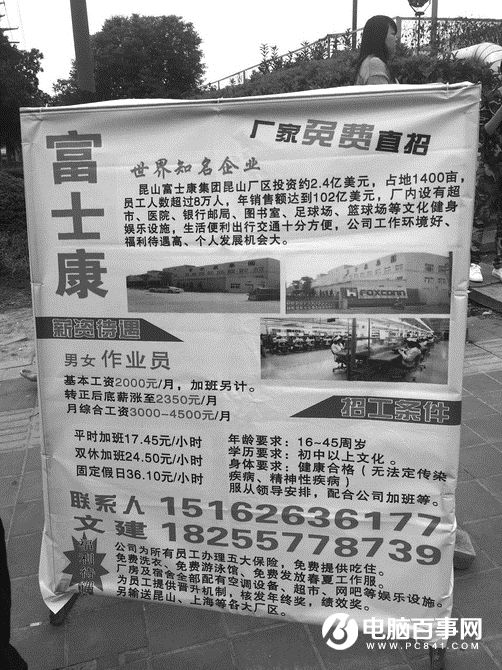 富士康
厂家免费直招
世界知名企业
昆山富士康集团昆山厂区投资约2.4亿美元，占地1400亩，
员工人数超过8万人，年销售额达到102亿美元，厂内设有超
市、医院、银行邮局、图书室、足球场、篮球场等文化健身
娱乐设施，生活便利出行交通十分方便，公司工作环境好、
福利待遇高、个人发展机会大。
FOXCONN
薪资待遇
男女 作业员
基本工资2000元/月，加班另计。
转正后底薪涨至2350元/月
月综合工资3000-4500元/月
招工条件
平时加班17.45元/小时
双休加班24.50元/小时
固定假日36.10元/小时
年龄要求：16~45周岁
学历要求：初中以上文化。
身体要求：健康合格（无法定传染
疾病、精神性疾病）
服从领导安排，配合公司加班等。
联系人 15162636177
文建 18255778739
福利待遇
公司为所有员工办理五大保险，免费提供吃住。
免费洗衣、免费游泳馆、免费发放春夏工作服。
厂房及宿舍全部配有空调设备、超市、网吧等娱乐设施。
为员工提供晋升机制，核发年终奖，绩效奖。
另输送昆山、上海等各大厂区。
电脑百事网
WWW.PC841.COM